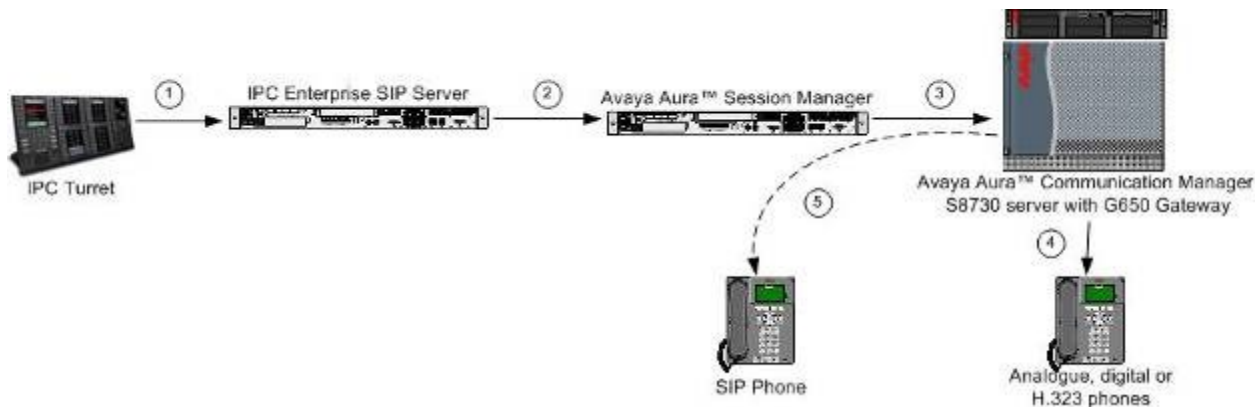 1
IPC Enterprise SIP Server
2
Avaya Aura™ Session Manager
3
IPC Turret
Avaya Aura™ Communication Manager
S8730 server with G650 Gateway
5
4
SIP Phone
Analogue, digital or
H.323 phones